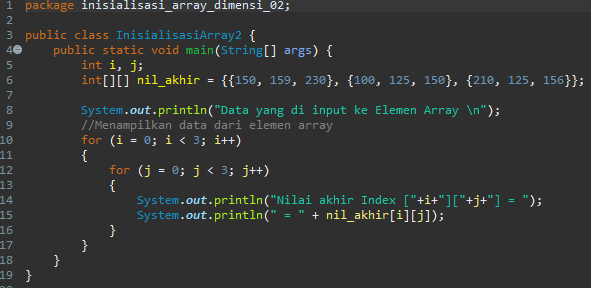 1 package inisialisasi_array_dimensi_02;
2
3 public class InisialisasiArray2 {
4     public static void main(String[] args) {
5         int i, j;
6         int[][] nil_akhir = {{150, 159, 230}, {100, 125, 150}, {210, 125, 156}};
7
8         System.out.println("Data yang di input ke Elemen Array \n");
9         //Menampilkan data dari elemen array
10         for (i = 0; i < 3; i++)
11         {
12             for (j = 0; j < 3; j++)
13             {
14                 System.out.println("Nilai akhir Index ["+i+"]["+j+"] = ");
15                 System.out.println(" = " + nil_akhir[i][j]);
16             }
17         }
18     }
19 }